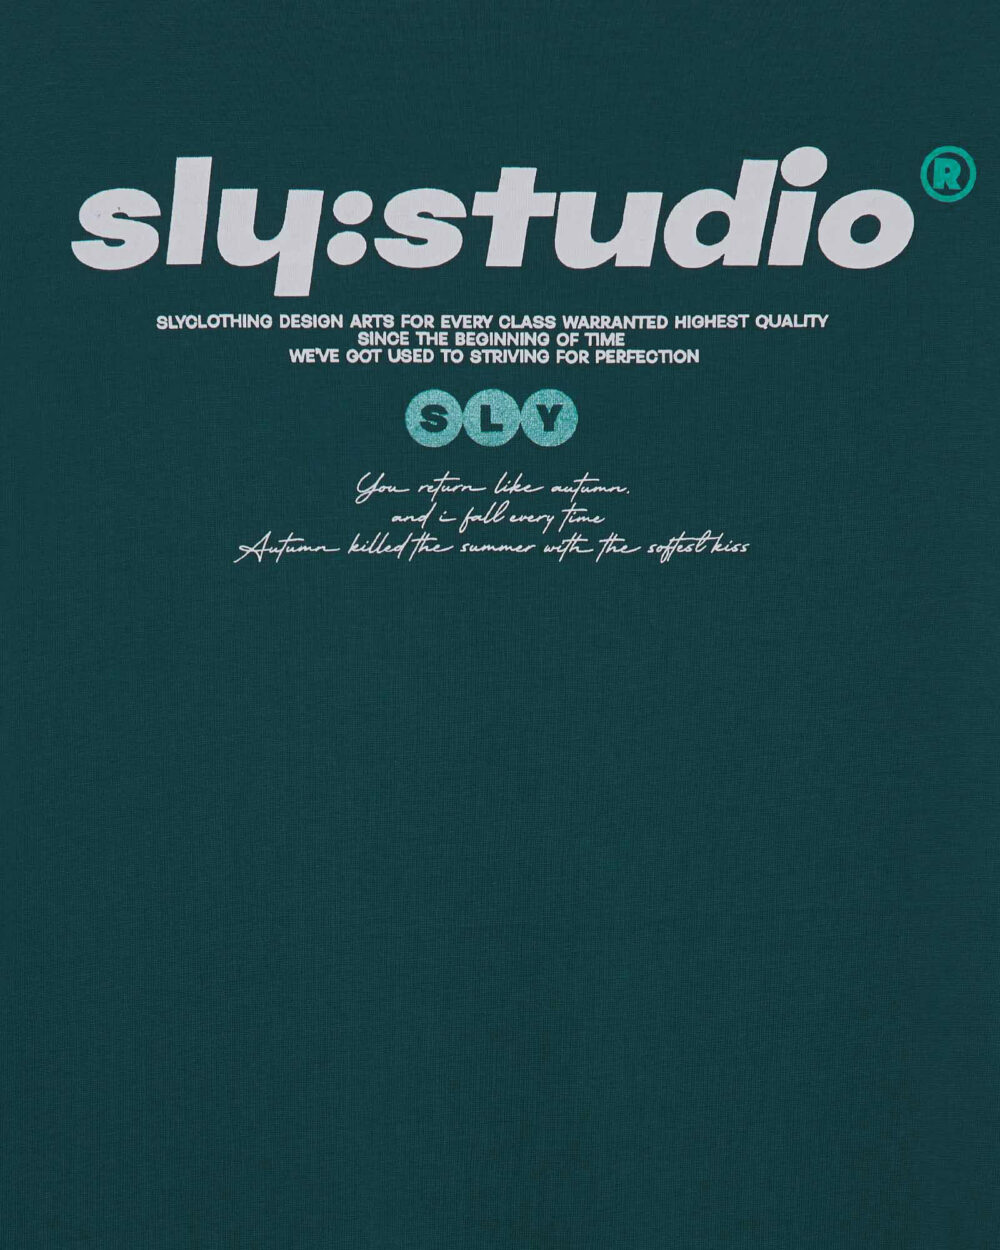 sly:studio®
SLYCLOTHING DESIGN ARTS FOR EVERY CLASS WARRANTED HIGHEST QUALITY
SINCE THE BEGINNING OF TIME
WE'VE GOT USED TO STRIVING FOR PERFECTION
SLY
You return like autumn.
and i fall every time
Autumn killed the summer with the softest kiss